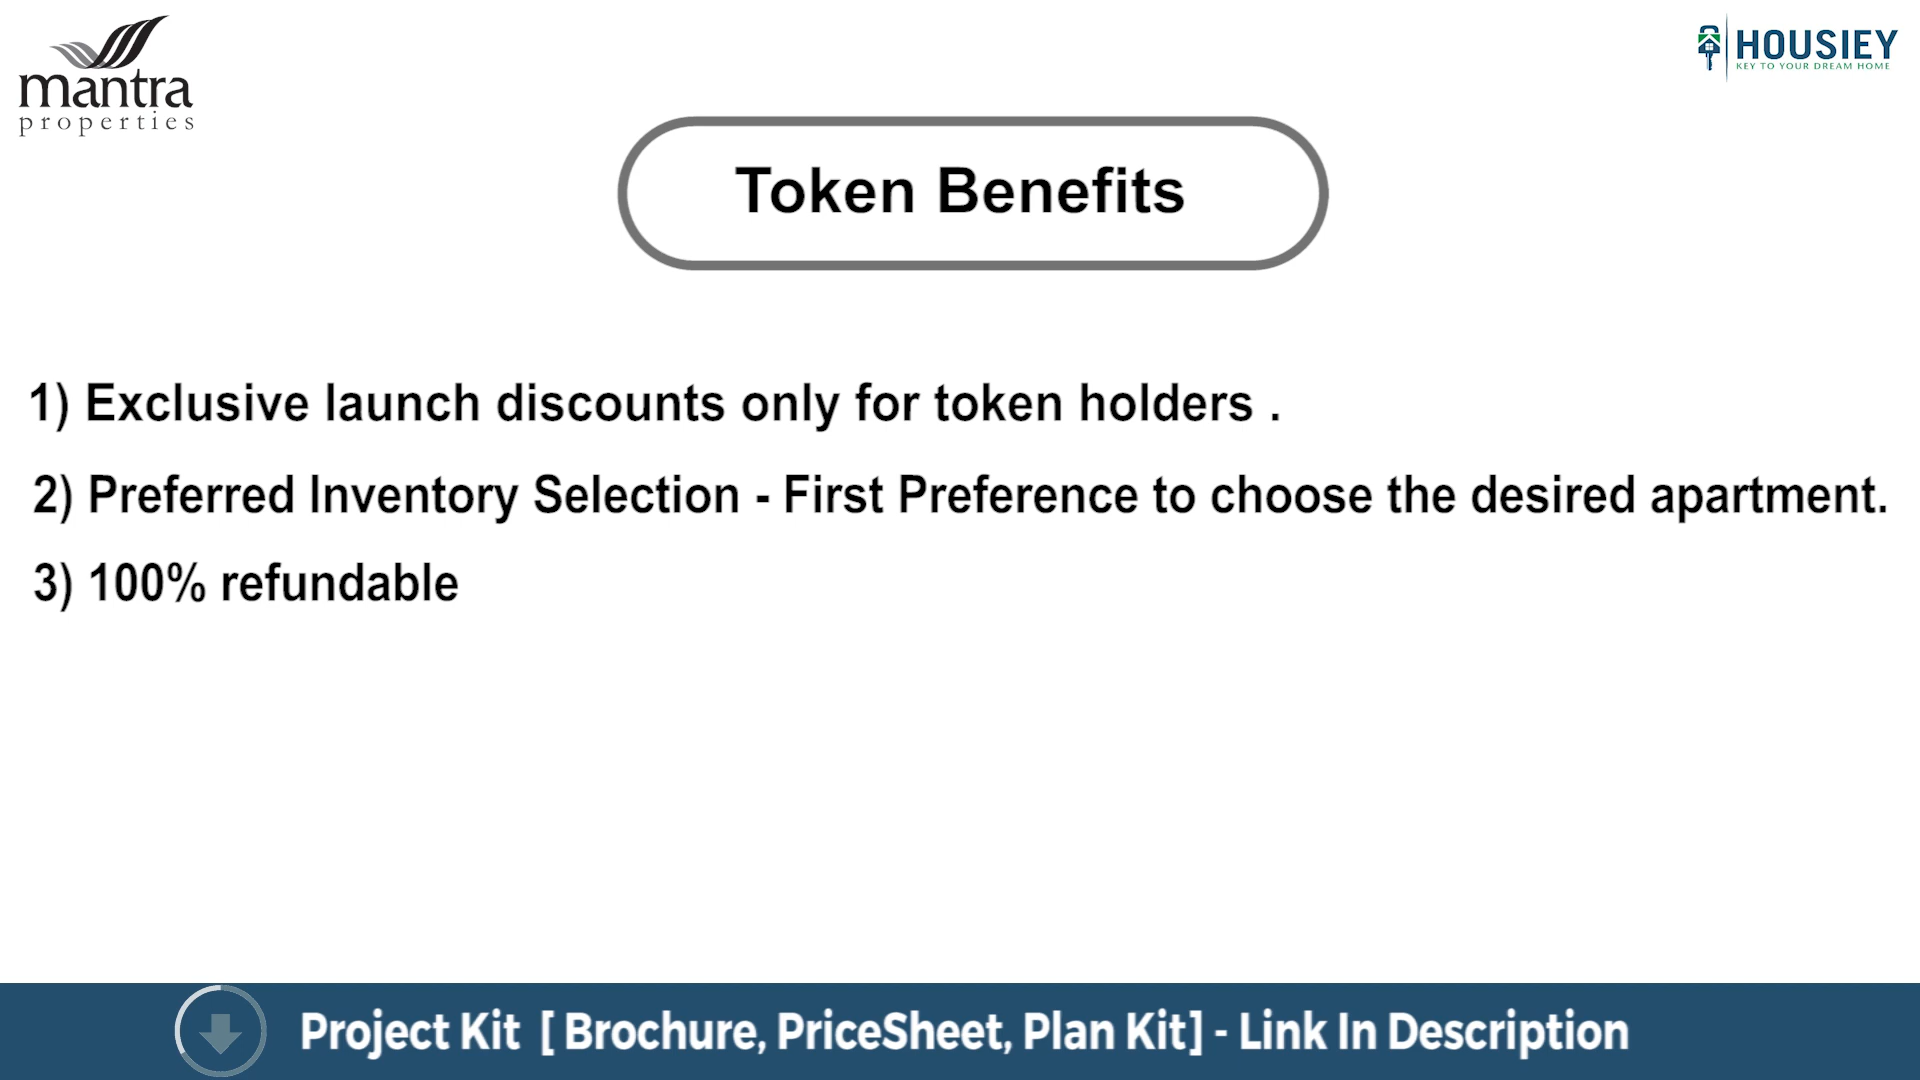 mantra
properties
HOUSIEY
KEY TO YOUR DREAM HOME
Token Benefits
1) Exclusive launch discounts only for token holders .
2) Preferred Inventory Selection - First Preference to choose the desired apartment.
3) 100% refundable
Project Kit [ Brochure, PriceSheet, Plan Kit] - Link In Description